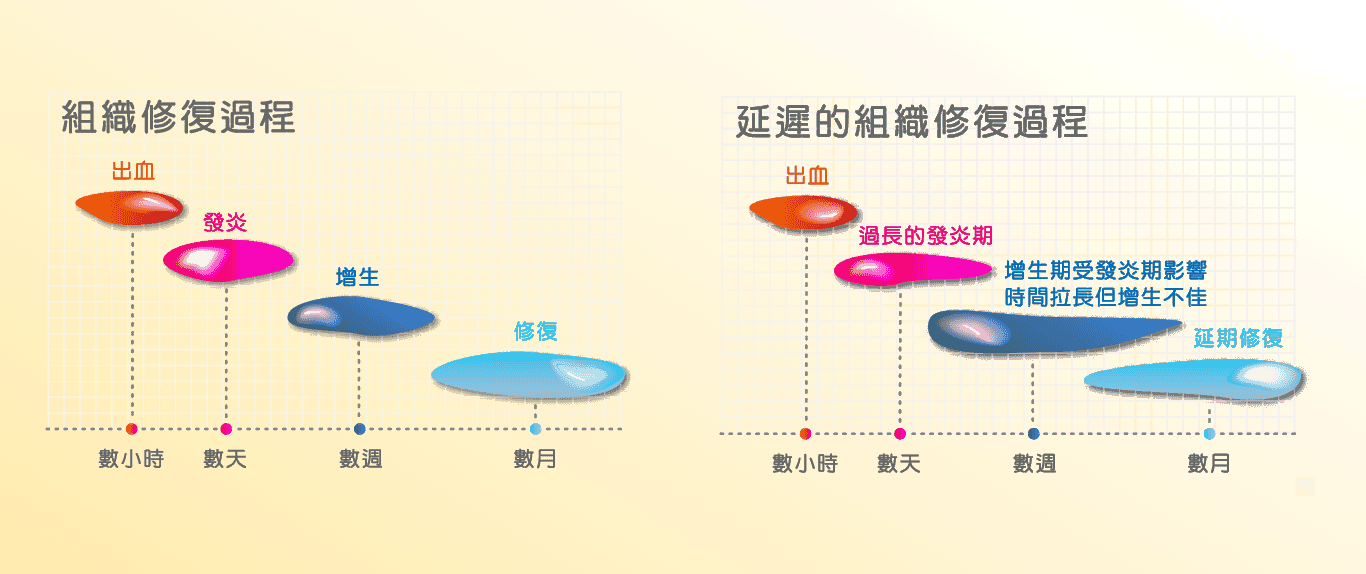 組織修復過程
出血
發炎
增生
修復
數小時
數天
數週
數月
延遲的組織修復過程
出血
過長的發炎期
增生期受發炎期影響
時間拉長但增生不佳
延期修復
數小時
數天
數週
數月